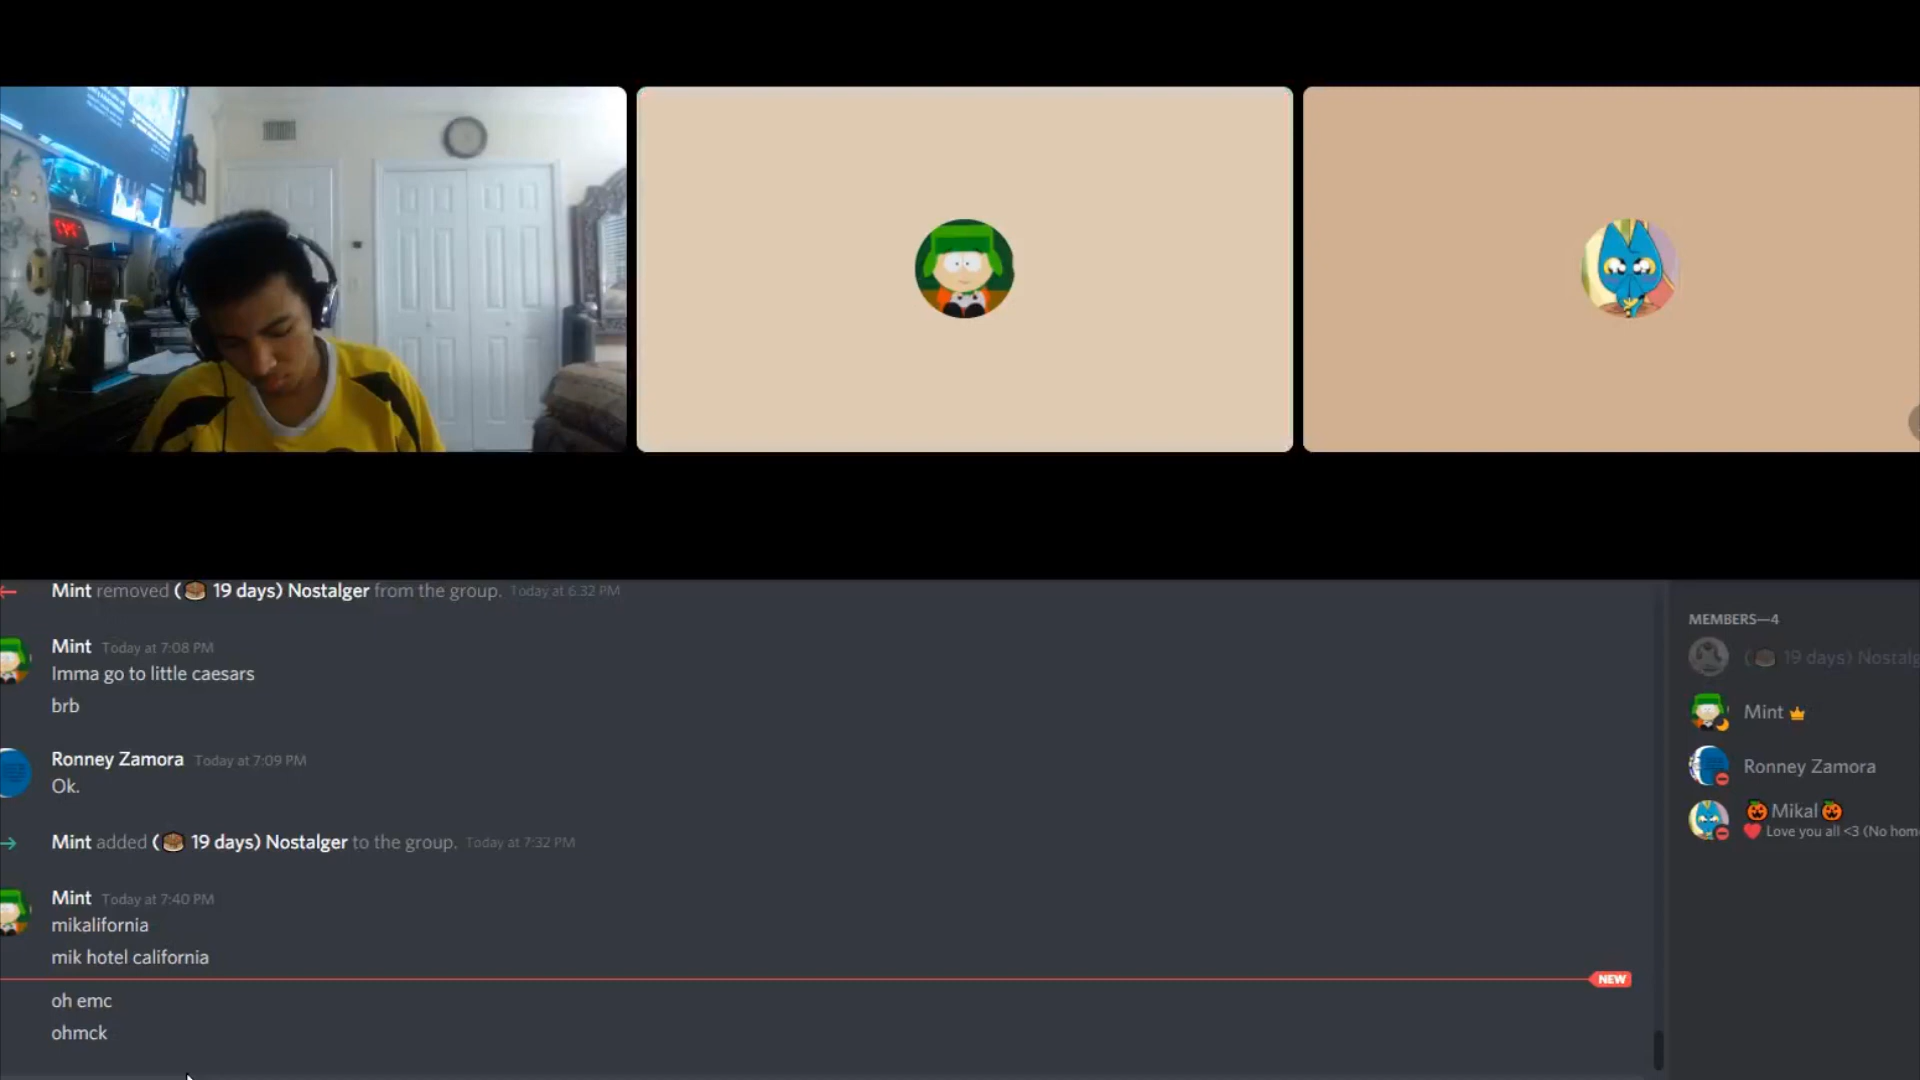 Mint removed ( 19 days) Nostalger from the group. Today at 6:32 PM
Mint Today at 7:08 PM
Imma go to little caesars
brb
Ronney Zamora Today at 7:09 PM
Ok.
Mint added ( 19 days) Nostalger to the group. Today at 7:32 PM
Mint Today at 7:40 PM
mikalifornia
mik hotel california
NEW
oh emc
ohmck
MEMBERS—4
( 19 days) Nostalg
Mint
Ronney Zamora
🎃 Mikal 🎃
❤️ Love you all <3 (No hom